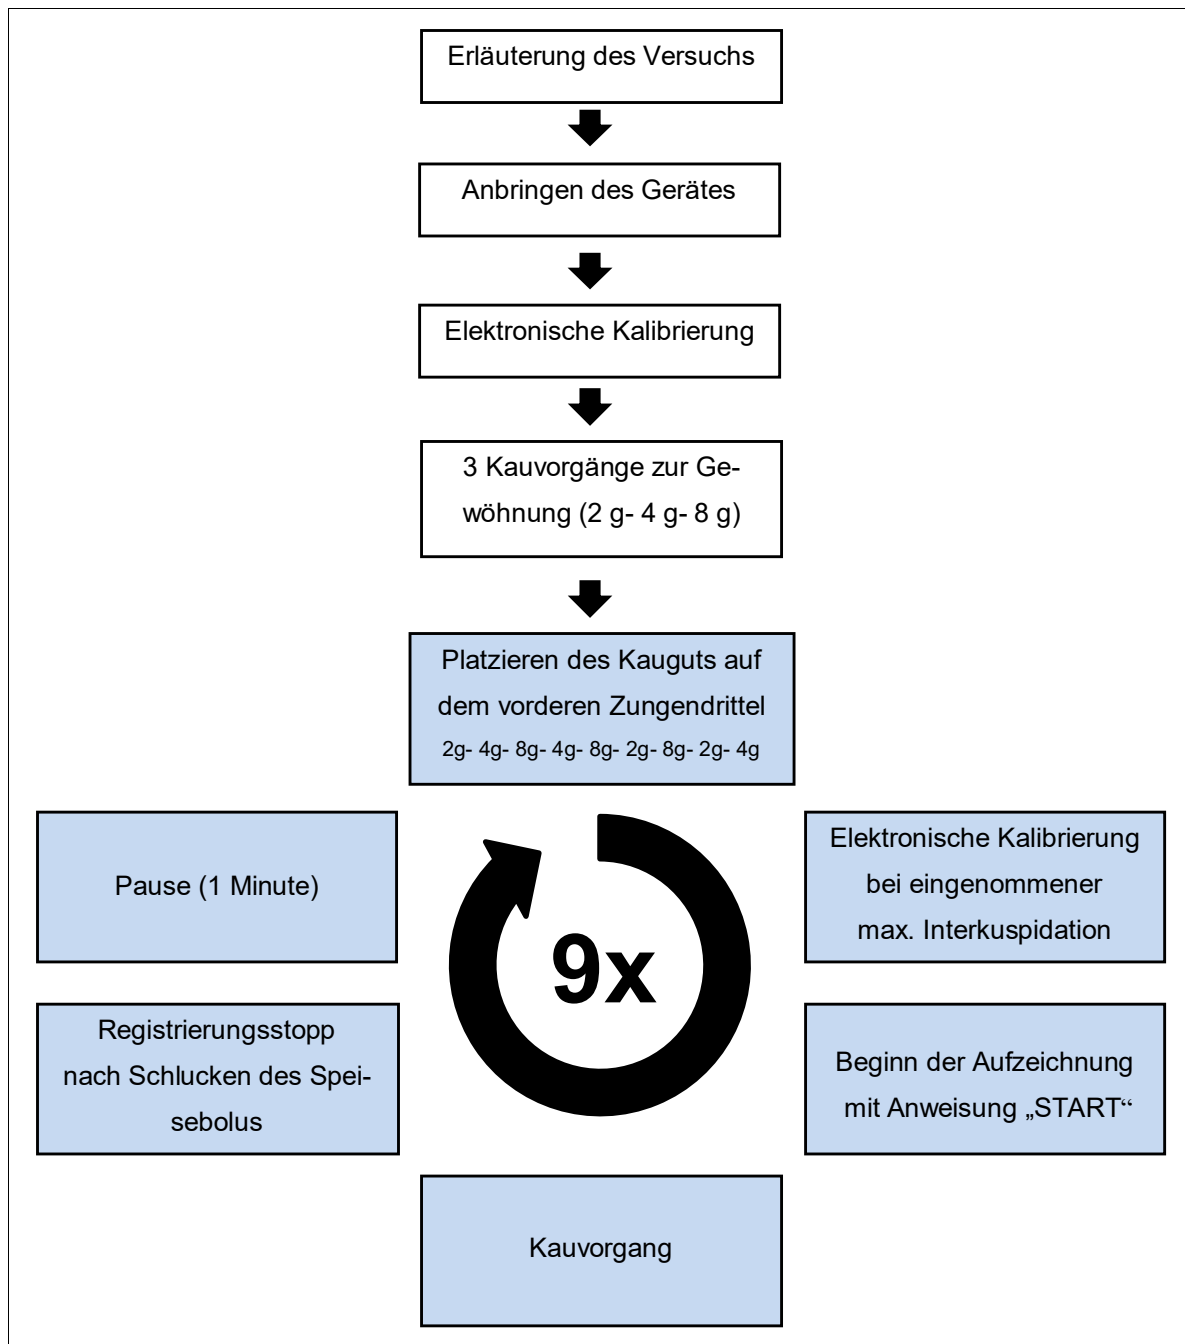 Erläuterung des Versuchs
Anbringen des Gerätes
Elektronische Kalibrierung
3 Kauvorgänge zur Ge-
wöhnung (2 g- 4 g- 8 g)
Platzieren des Kauguts auf
dem vorderen Zungendrittel
2g- 4g- 8g- 4g- 8g- 2g- 8g- 2g- 4g
Elektronische Kalibrierung
bei eingenommener
max. Interkuspidation
Beginn der Aufzeichnung
mit Anweisung „START“
Kauvorgang
Registrierungsstopp
nach Schlucken des Spei-
sebolus
Pause (1 Minute)
9x